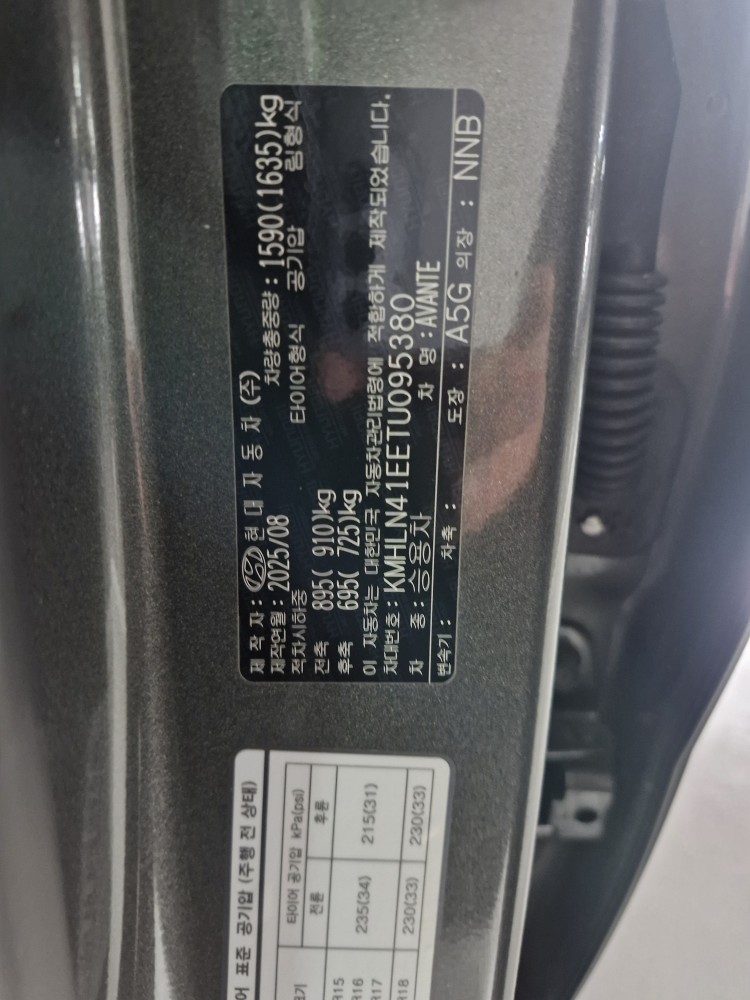 제 작 자 : 현 대 자 동 차 (주)
제작연월 : 2025/08 차량총중량 : 1590(1635)kg
적차시하중 타이어형식 공기압 림형식
전축 895( 910)kg
후축 695( 725)kg
이 자동차는 대한민국 자동차관리법령에 적합하게 제작되었습니다.
차대번호 : KMHLN41EETU095380
차 종 : 승용차 차 명 : AVANTE
변속기 : 차축 : 도장 : A5G 의장 : NNB
표준 공기압 (주행 전 상태)
타이어 공기압 kPa(psi)
전륜 후륜
R15
R16 235(34) 215(31)
R17
R18 230(33) 230(33)